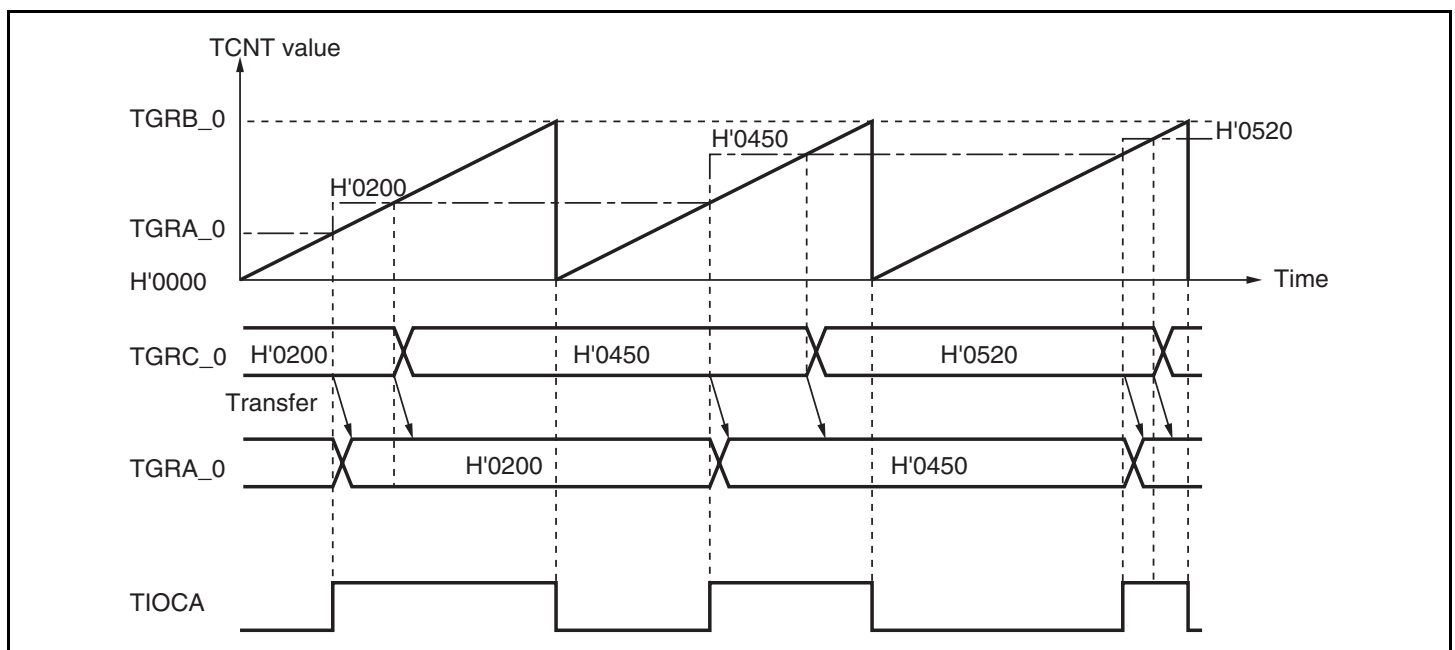 TCNT value
TGRB_0
H'0520
H'0450
H'0200
TGRA_0
H'0000
Time
TGRC_0 H'0200 H'0450 H'0520
Transfer
TGRA_0 H'0200 H'0450
TIOCA